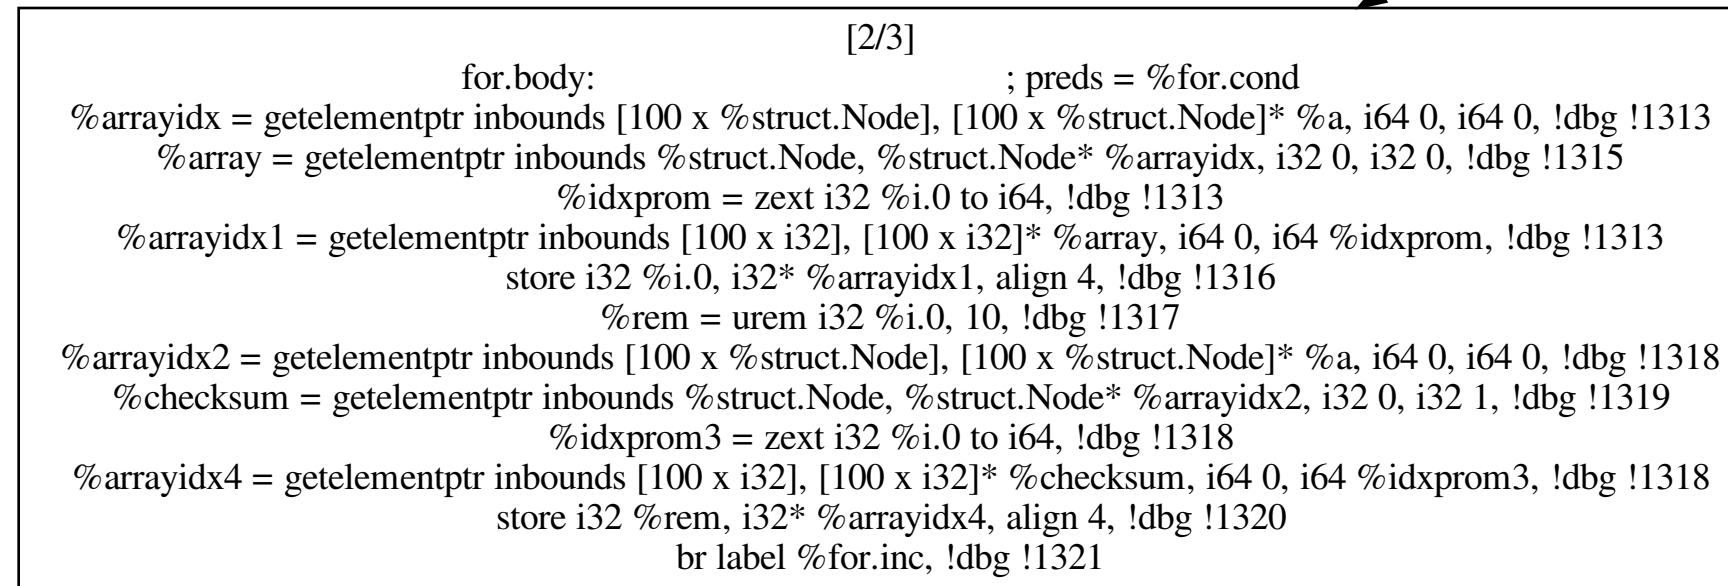 [2/3]
for.body: ; preds = %for.cond
%arrayidx = getelementptr inbounds [100 x %struct.Node], [100 x %struct.Node]* %a, i64 0, i64 0, !dbg !1313
%array = getelementptr inbounds %struct.Node, %struct.Node* %arrayidx, i32 0, i32 0, !dbg !1315
%idxprom = zext i32 %i.0 to i64, !dbg !1313
%arrayidx1 = getelementptr inbounds [100 x i32], [100 x i32]* %array, i64 0, i64 %idxprom, !dbg !1313
store i32 %i.0, i32* %arrayidx1, align 4, !dbg !1316
%rem = urem i32 %i.0, 10, !dbg !1317
%arrayidx2 = getelementptr inbounds [100 x %struct.Node], [100 x %struct.Node]* %a, i64 0, i64 0, !dbg !1318
%checksum = getelementptr inbounds %struct.Node, %struct.Node* %arrayidx2, i32 0, i32 1, !dbg !1319
%idxprom3 = zext i32 %i.0 to i64, !dbg !1318
%arrayidx4 = getelementptr inbounds [100 x i32], [100 x i32]* %checksum, i64 0, i64 %idxprom3, !dbg !1318
store i32 %rem, i32* %arrayidx4, align 4, !dbg !1320
br label %for.inc, !dbg !1321